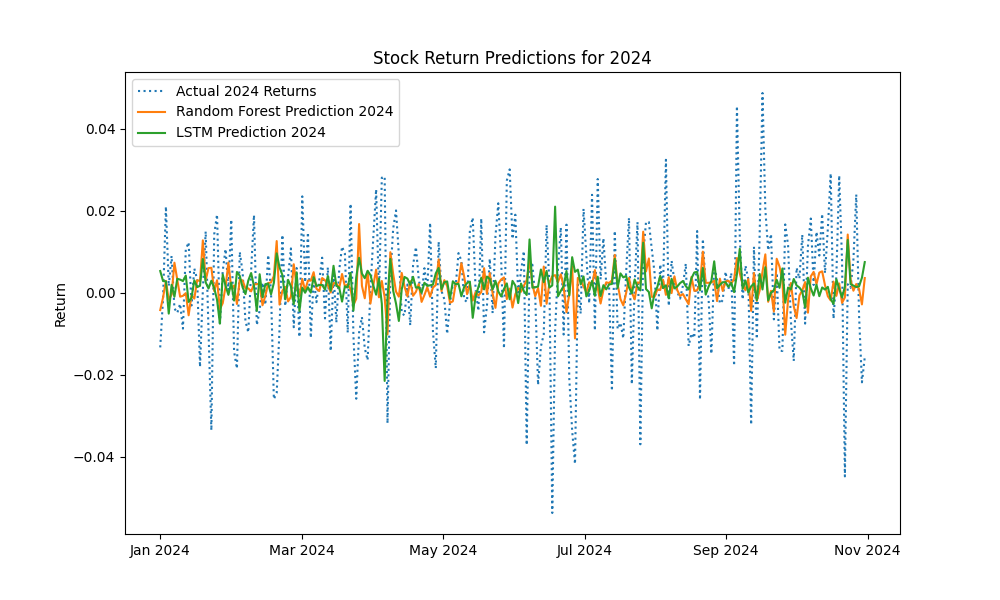 Stock Return Predictions for 2024
Actual 2024 Returns
Random Forest Prediction 2024
LSTM Prediction 2024
0.04
0.02
0.00
−0.02
−0.04
Return
Jan 2024 Mar 2024 May 2024 Jul 2024 Sep 2024 Nov 2024